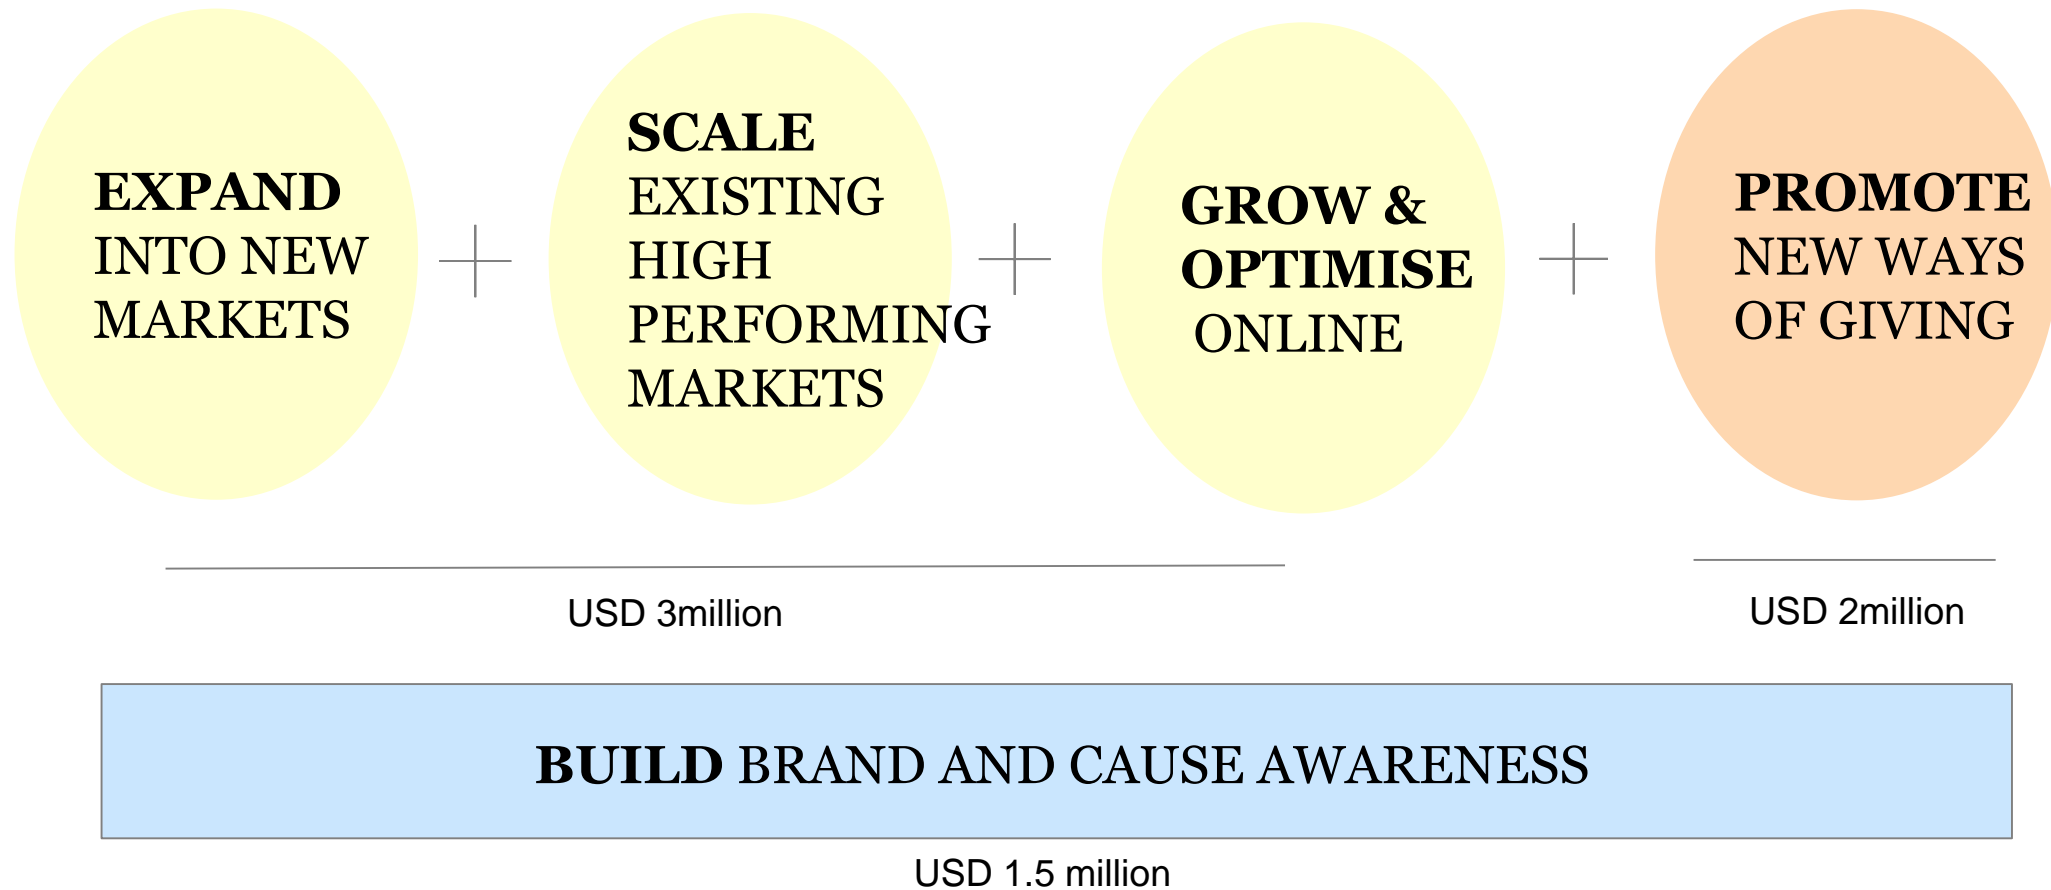 EXPAND
INTO NEW
MARKETS
SCALE
EXISTING
HIGH
PERFORMING
MARKETS
GROW &
OPTIMISE
ONLINE
PROMOTE
NEW WAYS
OF GIVING
USD 3million
USD 2million
BUILD BRAND AND CAUSE AWARENESS
USD 1.5 million